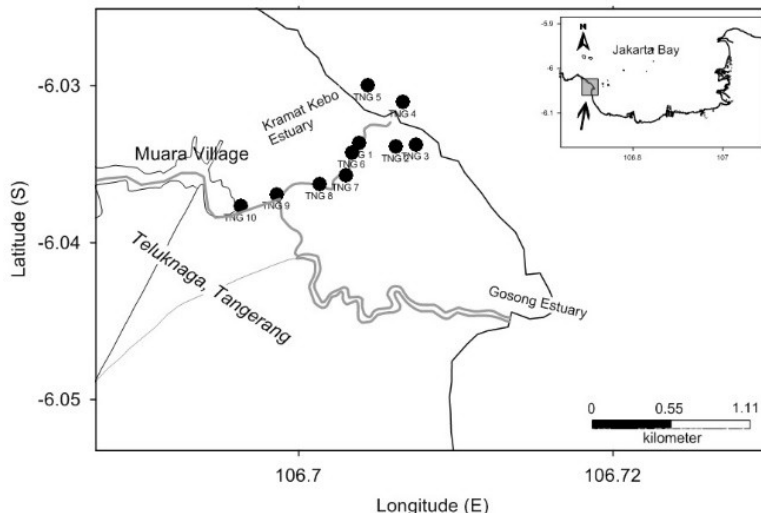 -5.9
N
Jakarta Bay
-6
-6.1
106.8
107
-6.03
TNG 5
TNG 4
Kramat Kebo
Estuary
Muara Village
TNG 2
TNG 3
TNG 6
TNG 7
TNG 8
TNG 9
TNG 10
Latitude (S)
-6.04
Teluknaga, Tangerang
Gosong Estuary
-6.05
0
0.55
1.11
kilometer
106.7
106.72
Longitude (E)